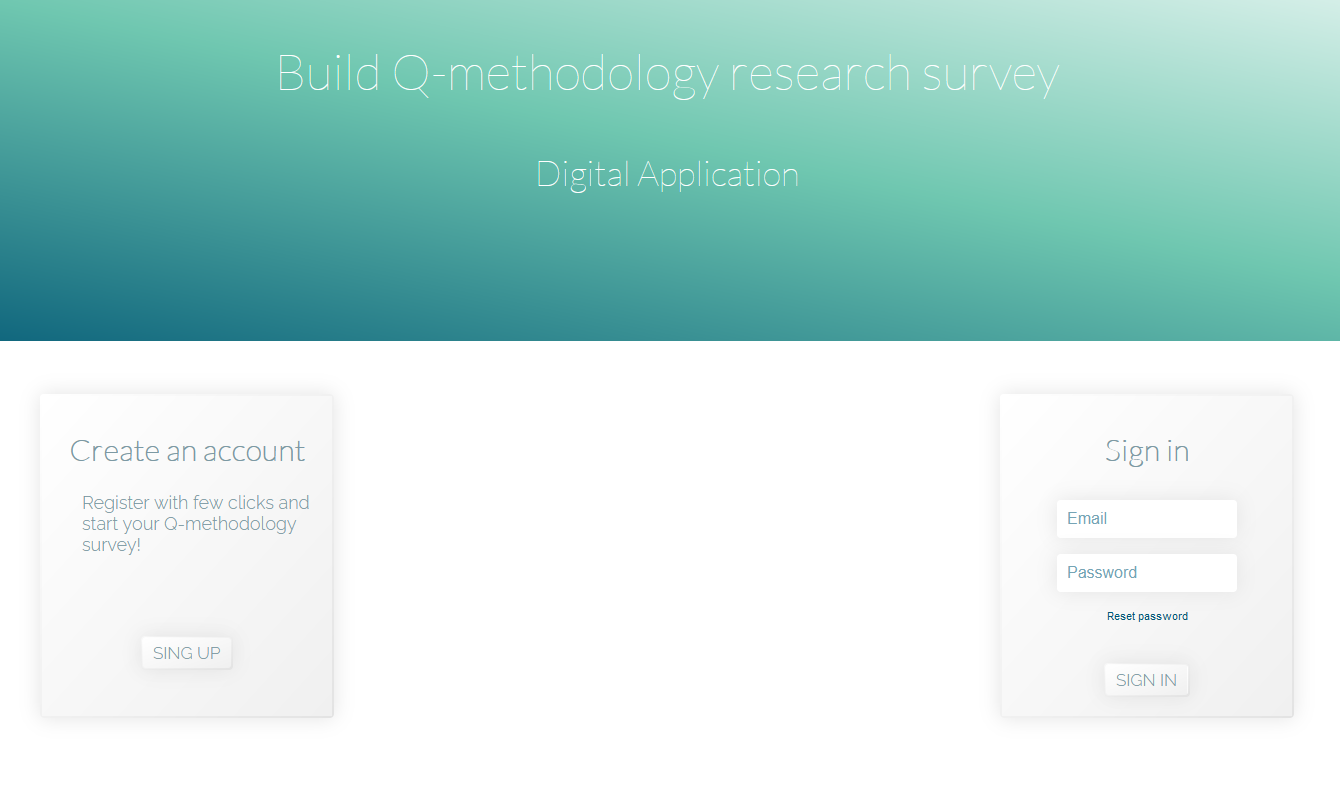 Build Q-methodology research survey
Digital Application
Create an account
Register with few clicks and
start your Q-methodology
survey!
SING UP
Sign in
Email
Password
Reset password
SIGN IN